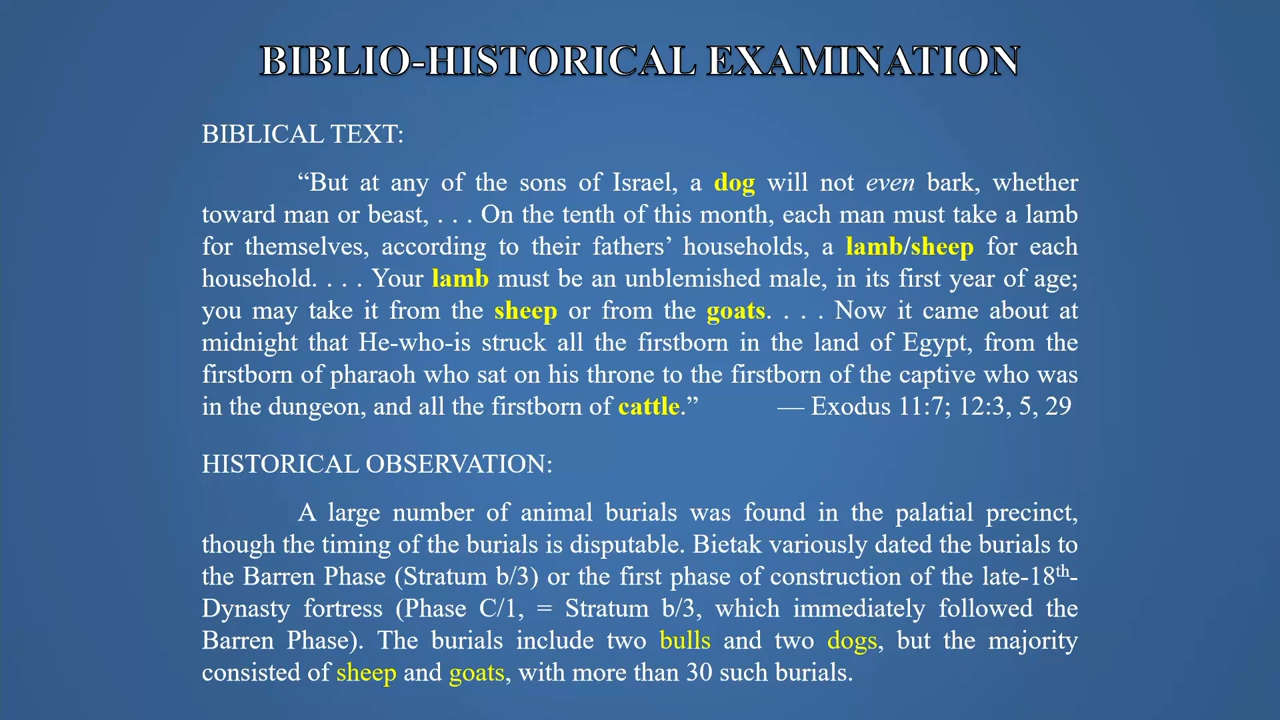 BIBLIO-HISTORICAL EXAMINATION
BIBLICAL TEXT:
“But at any of the sons of Israel, a dog will not even bark, whether
toward man or beast, . . . On the tenth of this month, each man must take a lamb
for themselves, according to their fathers’ households, a lamb/sheep for each
household. . . . Your lamb must be an unblemished male, in its first year of age;
you may take it from the sheep or from the goats. . . . Now it came about at
midnight that He-who-is struck all the firstborn in the land of Egypt, from the
firstborn of pharaoh who sat on his throne to the firstborn of the captive who was
in the dungeon, and all the firstborn of cattle.” — Exodus 11:7; 12:3, 5, 29
HISTORICAL OBSERVATION:
A large number of animal burials was found in the palatial precinct,
though the timing of the burials is disputable. Bietak variously dated the burials to
the Barren Phase (Stratum b/3) or the first phase of construction of the late-18th-
Dynasty fortress (Phase C/1, = Stratum b/3, which immediately followed the
Barren Phase). The burials include two bulls and two dogs, but the majority
consisted of sheep and goats, with more than 30 such burials.